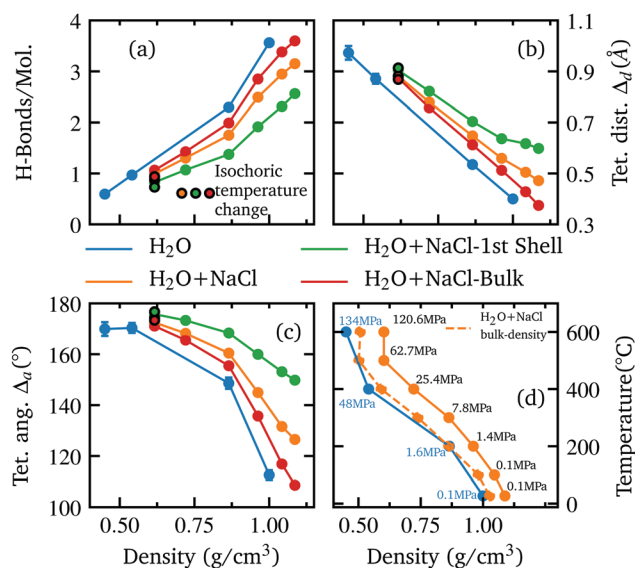 4
3
2
1
0
H-Bonds/Mol.
(a)
Isochoric
temperature
change
(b)
1.1
0.9
0.7
0.5
0.3
Tet. dist. Δd(Å)
H2O
H2O+NaCl-1st Shell
H2O+NaCl
H2O+NaCl-Bulk
180
160
140
120
100
Tet. ang. Δa(°)
(c)
0.50
0.75
1.00
Density (g/cm³)
134MPa
120.6MPa
H2O+NaCl
bulk-density
62.7MPa
48MPa
25.4MPa
(d)
7.8MPa
1.6MPa
1.4MPa
0.1MPa
0.1MPa
0.1MPa
600
400
200
0
Temperature(°C)
0.50
0.75
1.00
Density (g/cm³)